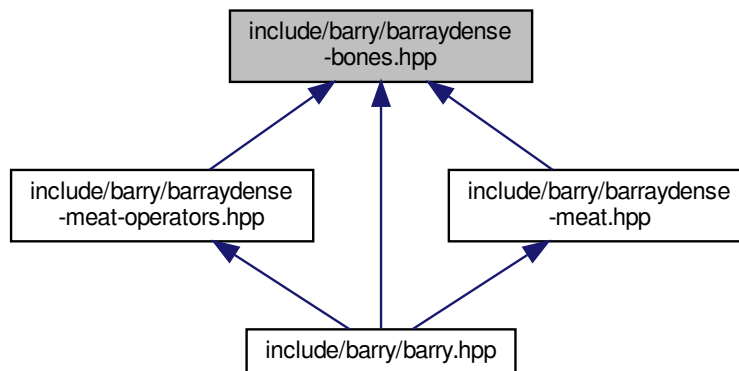 include/barry/barraydense
-bones.hpp
include/barry/barraydense
-meat-operators.hpp
include/barry/barraydense
-meat.hpp
include/barry/barry.hpp